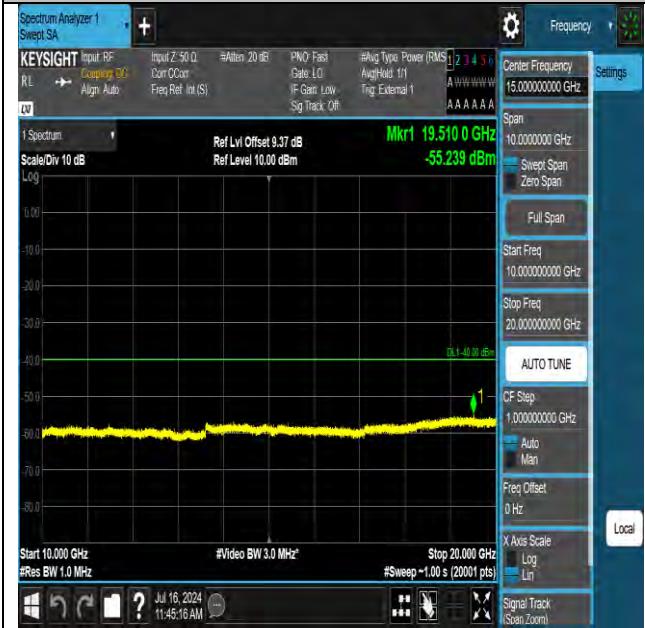 Spectrum Analyzer 1
Swept SA
+
Frequency
KEYSIGHT
RL
Input: RF
Coupling: DC
Align: Auto
Input Z: 50 Ω
Corr CCorr
Freq Ref: Int (S)
#Atten: 20 dB
PNO: Fast
Gate: LO
IF Gain: Low
Sig Track: Off
#Avg Type: Power (RMS
Avg|Hold: 1/1
Trig: External 1
1 2 3 4 5 6
A W W W W W
A A A A A A
1 Spectrum
Scale/Div 10 dB
Ref Lvl Offset 9.37 dB
Ref Level 10.00 dBm
Mkr1 19.510 0 GHz
-55.239 dBm
Log
0.00
-10.0
-20.0
-30.0
-40.0
-50.0
-60.0
-70.0
-80.0
DL1 -40.00 dBm
1
Start 10.000 GHz
#Res BW 1.0 MHz
#Video BW 3.0 MHz*
Stop 20.000 GHz
#Sweep ~1.00 s (20001 pts)
Jul 16, 2024
11:45:16 AM
Center Frequency
15.000000000 GHz
Settings
Span
10.0000000 GHz
Swept Span
Zero Span
Full Span
Start Freq
10.000000000 GHz
Stop Freq
20.000000000 GHz
AUTO TUNE
CF Step
1.000000000 GHz
Auto
Man
Freq Offset
0 Hz
X Axis Scale
Log
Lin
Local
Signal Track
(Span Zoom)